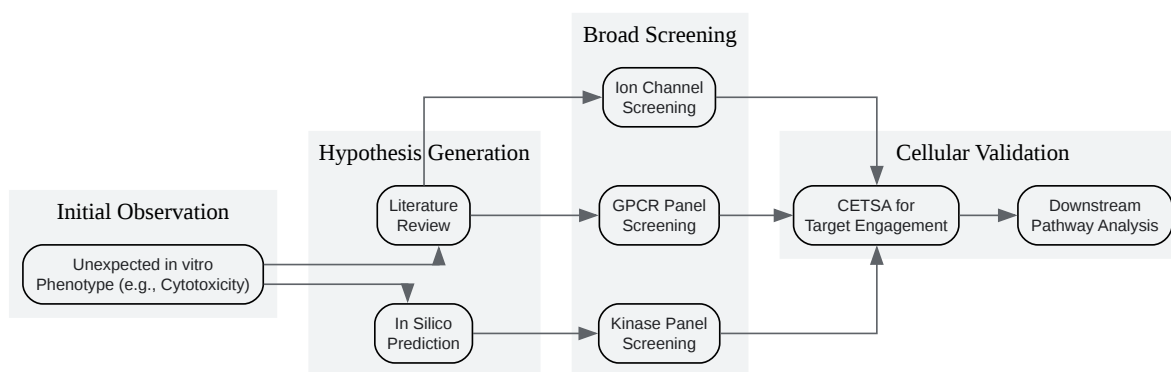 Initial Observation
Unexpected in vitro
Phenotype (e.g., Cytotoxicity)
Hypothesis Generation
Literature
Review
In Silico
Prediction
Broad Screening
Ion Channel
Screening
GPCR Panel
Screening
Kinase Panel
Screening
Cellular Validation
CETSA for
Target Engagement
Downstream
Pathway Analysis